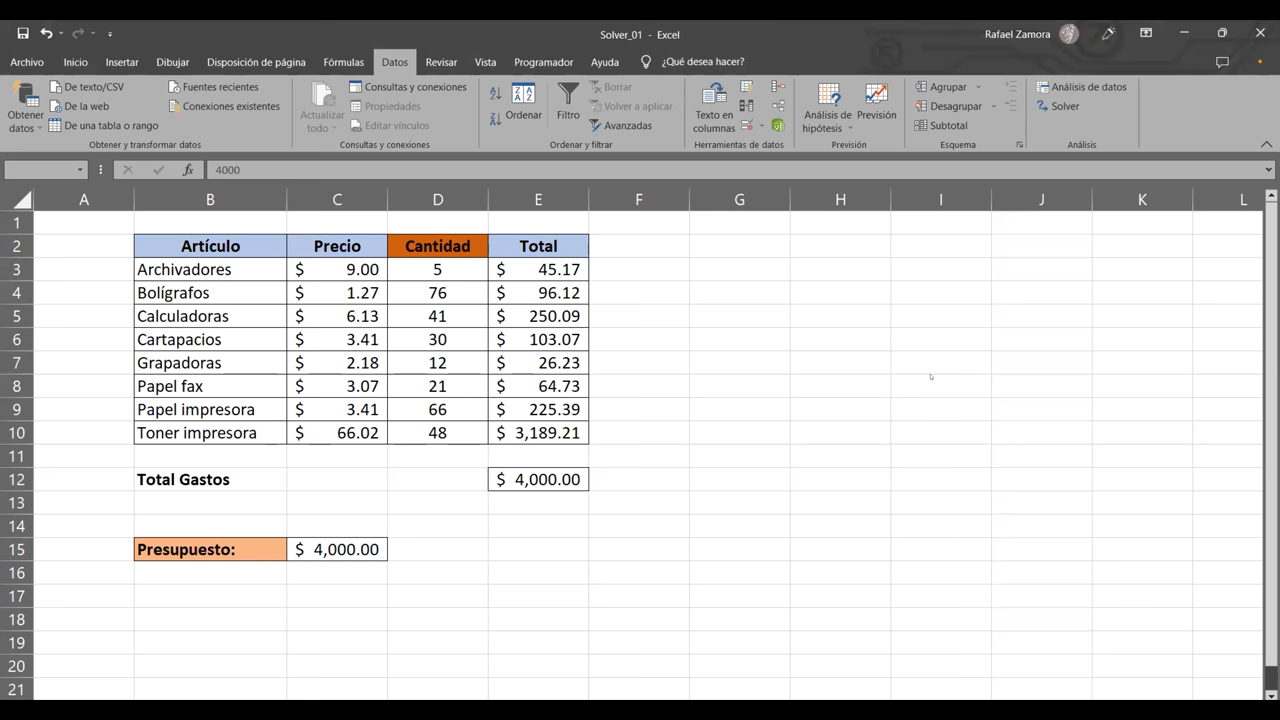 Solver_01 - Excel
Rafael Zamora
Archivo Inicio Insertar Dibujar Disposición de página Fórmulas Datos Revisar Vista Programador Ayuda ¿Qué desea hacer?
Obtener datos
De texto/CSV
De la web
De una tabla o rango
Fuentes recientes
Conexiones existentes
Obtener y transformar datos
Actualizar todo
Consultas y conexiones
Propiedades
Editar vínculos
Consultas y conexiones
Ordenar
Filtro
Borrar
Volver a aplicar
Avanzadas
Ordenar y filtrar
Texto en columnas
Herramientas de datos
Análisis de hipótesis
Previsión
Previsión
Agrupar
Desagrupar
Subtotal
Esquema
Análisis de datos
Solver
Análisis
fx 4000
A B C D E F G H I J K L
1
2 Artículo Precio Cantidad Total
3 Archivadores $ 9.00 5 $ 45.17
4 Bolígrafos $ 1.27 76 $ 96.12
5 Calculadoras $ 6.13 41 $ 250.09
6 Cartapacios $ 3.41 30 $ 103.07
7 Grapadoras $ 2.18 12 $ 26.23
8 Papel fax $ 3.07 21 $ 64.73
9 Papel impresora $ 3.41 66 $ 225.39
10 Toner impresora $ 66.02 48 $ 3,189.21
11
12 Total Gastos $ 4,000.00
13
14
15 Presupuesto: $ 4,000.00
16
17
18
19
20
21